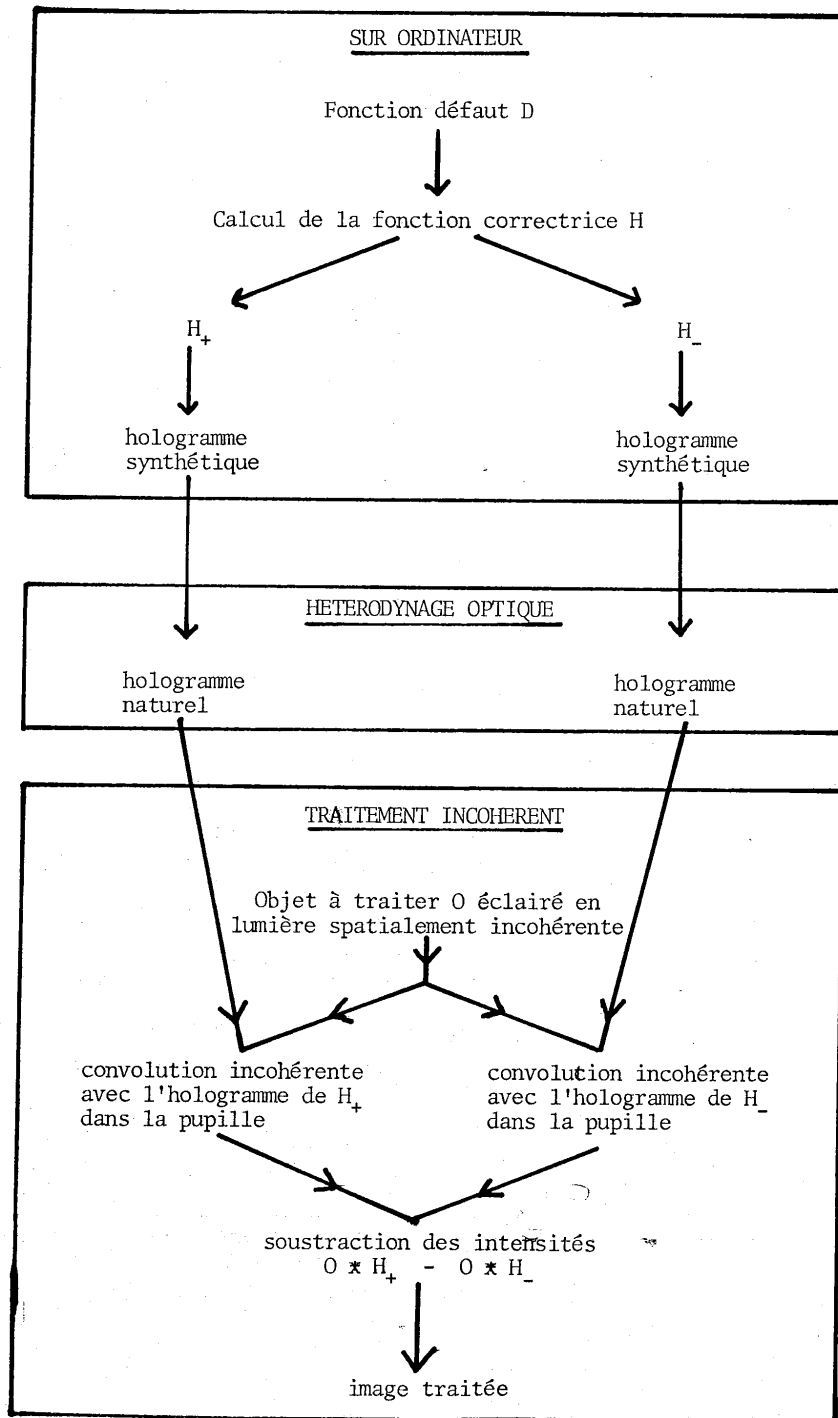 SUR ORDINATEUR
Fonction défaut D
Calcul de la fonction correctrice H
H+
H-
hologramme
synthétique
hologramme
synthétique
HETERODYNAGE OPTIQUE
hologramme
naturel
hologramme
naturel
TRAITEMENT INCOHERENT
Objet à traiter O éclairé en
lumière spatialement incohérente
convolution incohérente
avec l'hologramme de H+
dans la pupille
convolution incohérente
avec l'hologramme de H-
dans la pupille
soustraction des intensités
O * H+ - O * H-
image traitée